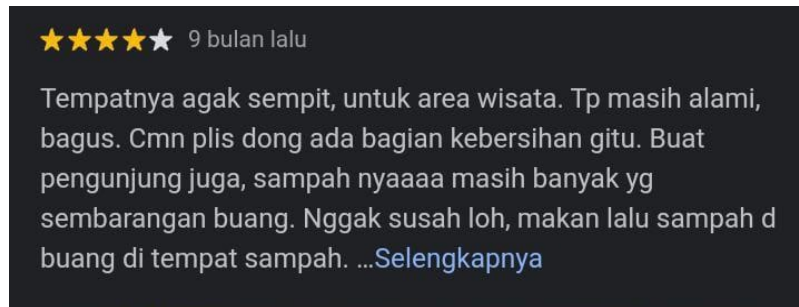 9 bulan lalu
Tempatnya agak sempit, untuk area wisata. Tp masih alami,
bagus. Cmn plis dong ada bagian kebersihan gitu. Buat
pengunjung juga, sampah nyaaaa masih banyak yg
sembarangan buang. Nggak susah loh, makan lalu sampah d
buang di tempat sampah. ...Selengkapnya